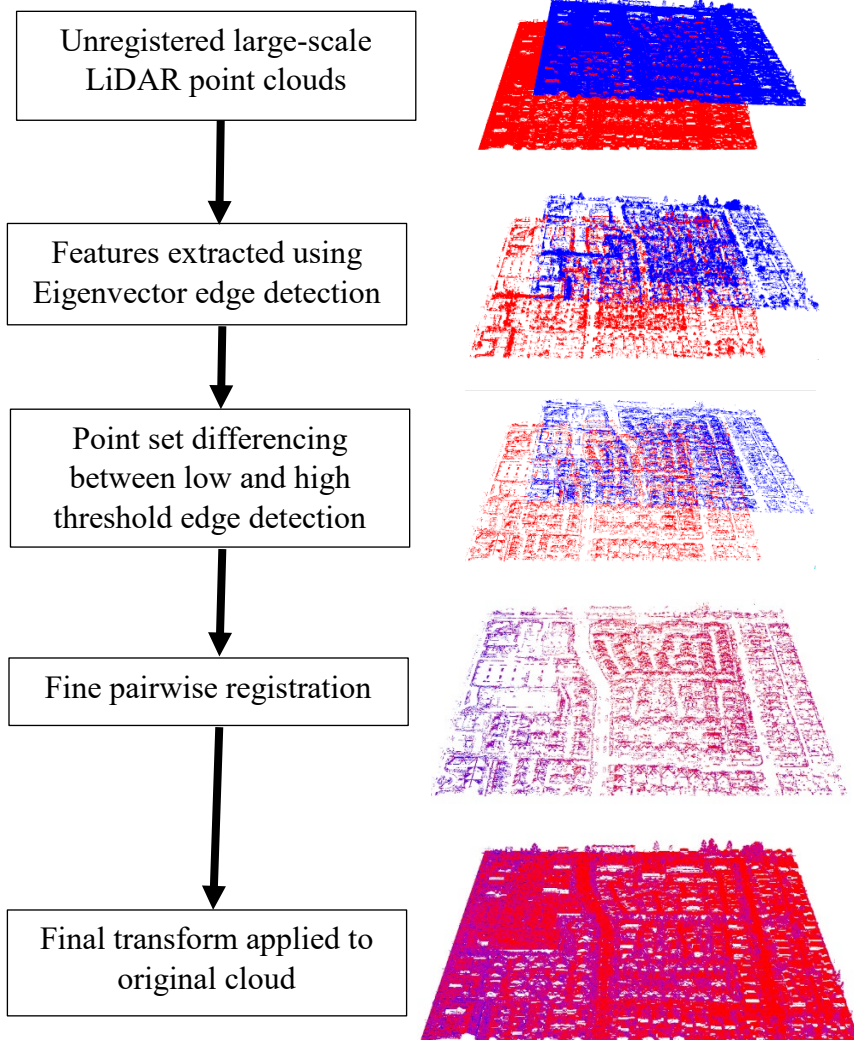 Unregistered large-scale
LiDAR point clouds
Features extracted using
Eigenvector edge detection
Point set differencing
between low and high
threshold edge detection
Fine pairwise registration
Final transform applied to
original cloud